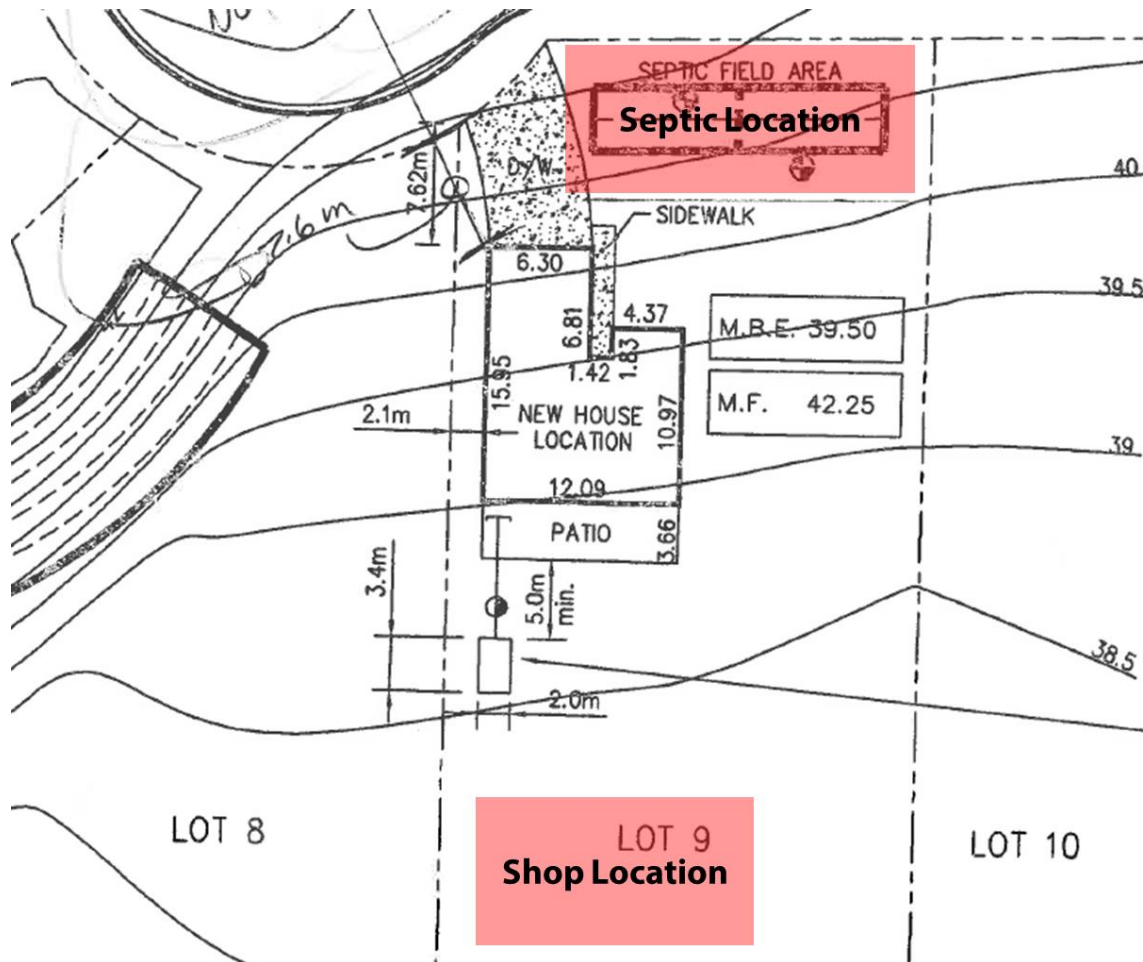 SEPTIC FIELD AREA
Septic Location
D/W
7.62m
7.6 m
SIDEWALK
40
39.5
6.30
6.81
4.37
1.83
1.42
M.B.E. 39.50
M.F. 42.25
15.95
10.97
2.1m
NEW HOUSE
LOCATION
12.09
39
PATIO
3.66
3.4m
5.0m
min.
38.5
2.0m
LOT 8
LOT 9
LOT 10
Shop Location